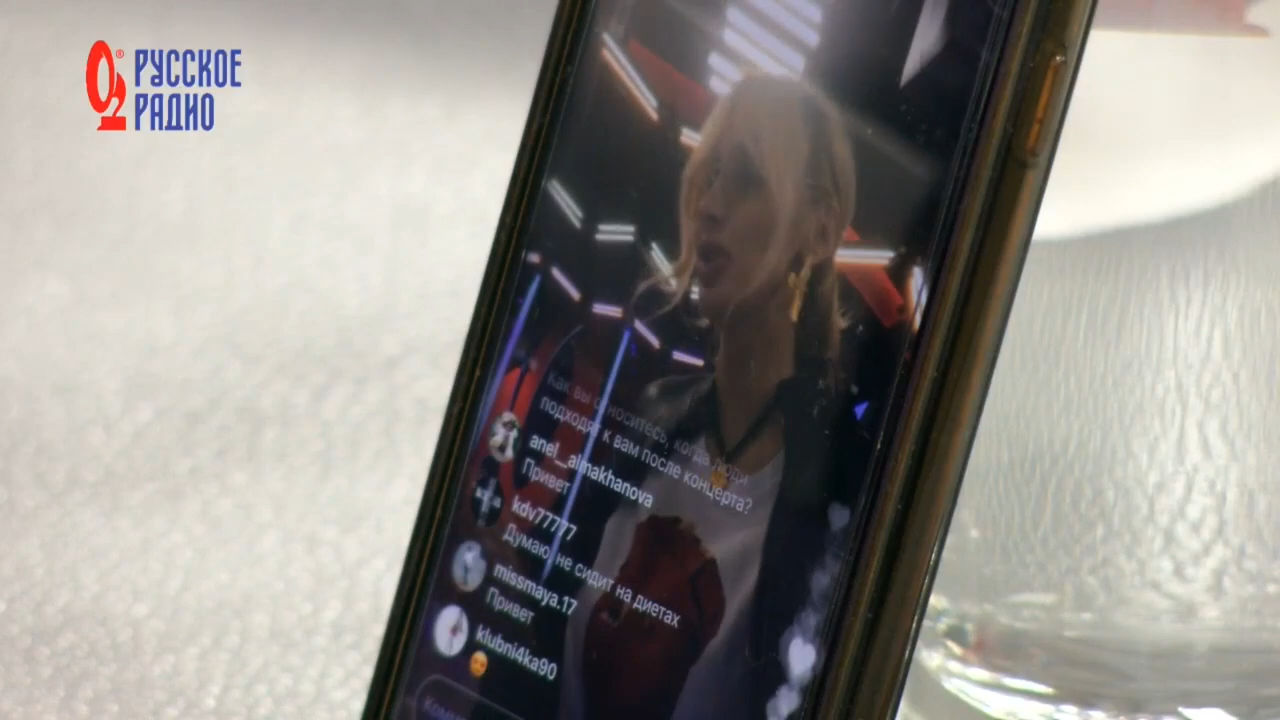 РУССКОЕ
РАДИО
Как вы относитесь, когда люди
подходят к вам после концерта?
anel_almakhanova
Привет
kdv77777
Думаю, не сидит на диетах
missmaya.17
Привет
klubni4ka90